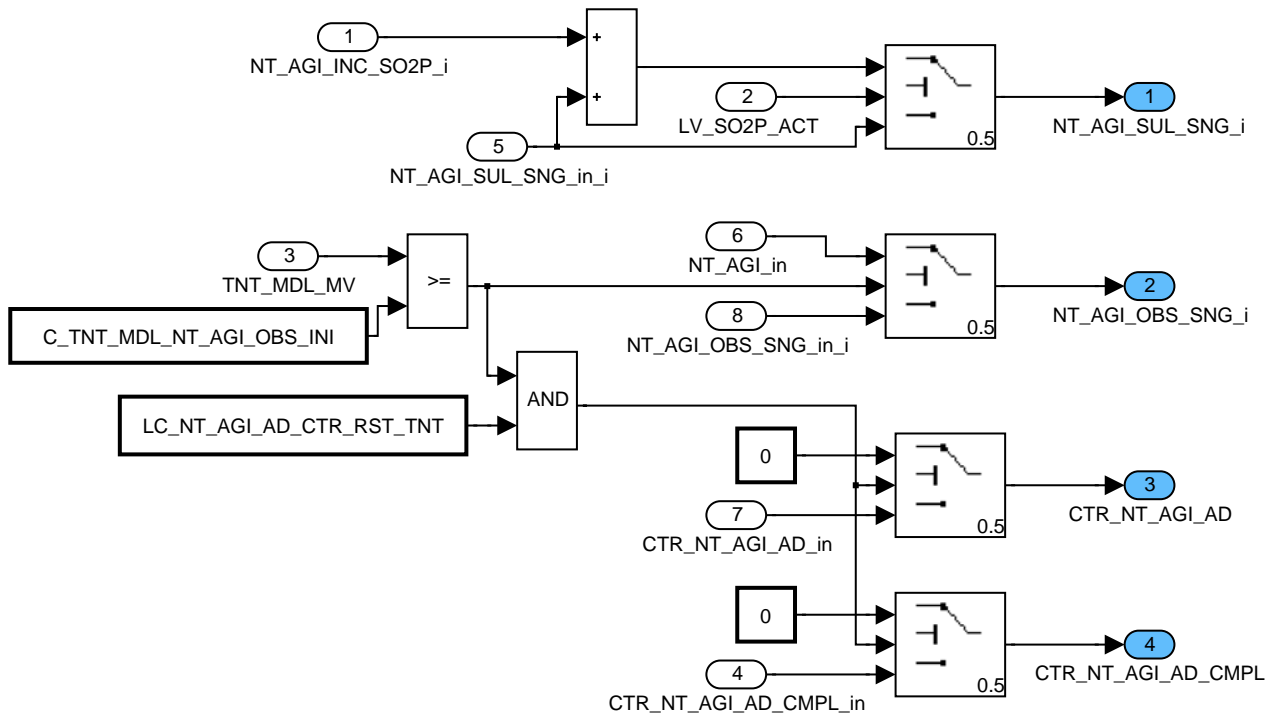 1
NT_AGI_INC_SO2P_i
+
+
2
LV_SO2P_ACT
5
NT_AGI_SUL_SNG_in_i
0.5
1
NT_AGI_SUL_SNG_i
3
TNT_MDL_MV
C_TNT_MDL_NT_AGI_OBS_INI
>=
6
NT_AGI_in
8
NT_AGI_OBS_SNG_in_i
0.5
2
NT_AGI_OBS_SNG_i
LC_NT_AGI_AD_CTR_RST_TNT
AND
0
7
CTR_NT_AGI_AD_in
0.5
3
CTR_NT_AGI_AD
0
4
CTR_NT_AGI_AD_CMPL_in
0.5
4
CTR_NT_AGI_AD_CMPL